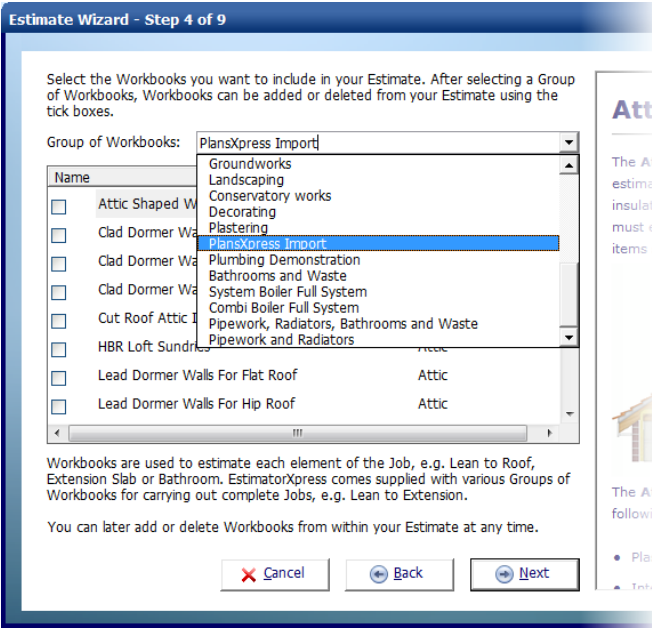 Estimate Wizard - Step 4 of 9
Select the Workbooks you want to include in your Estimate. After selecting a Group
of Workbooks, Workbooks can be added or deleted from your Estimate using the
tick boxes.
Group of Workbooks: PlansXpress Import
Name
Groundworks
Landscaping
Conservatory works
Decorating
Plastering
PlansXpress Import
Plumbing Demonstration
Bathrooms and Waste
System Boiler Full System
Combi Boiler Full System
Pipework, Radiators, Bathrooms and Waste
Pipework and Radiators
Attic Shaped W
Clad Dormer Wa
Clad Dormer Wa
Clad Dormer Wa
Cut Roof Attic I
HBR Loft Sundries Attic
Lead Dormer Walls For Flat Roof Attic
Lead Dormer Walls For Hip Roof Attic
Workbooks are used to estimate each element of the Job, e.g. Lean to Roof,
Extension Slab or Bathroom. EstimatorXpress comes supplied with various Groups of
Workbooks for carrying out complete Jobs, e.g. Lean to Extension.
You can later add or delete Workbooks from within your Estimate at any time.
Cancel Back Next
Att
The A
estima
insulat
must e
items
The A
follow
Pla
Int